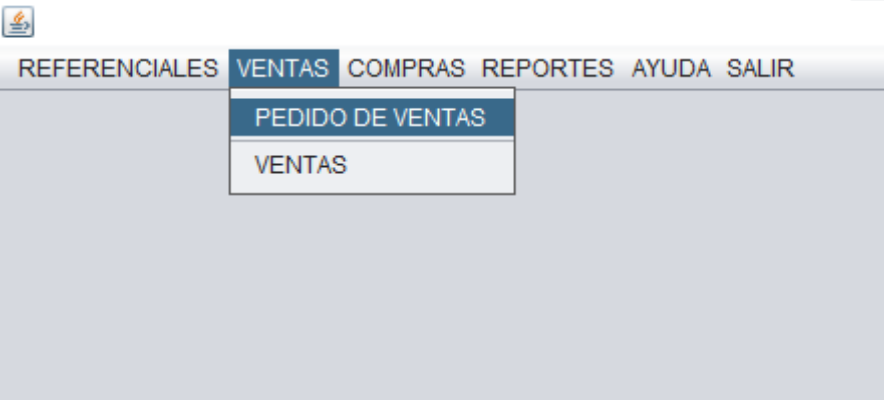 REFERENCIALES VENTAS COMPRAS REPORTES AYUDA SALIR
PEDIDO DE VENTAS
VENTAS